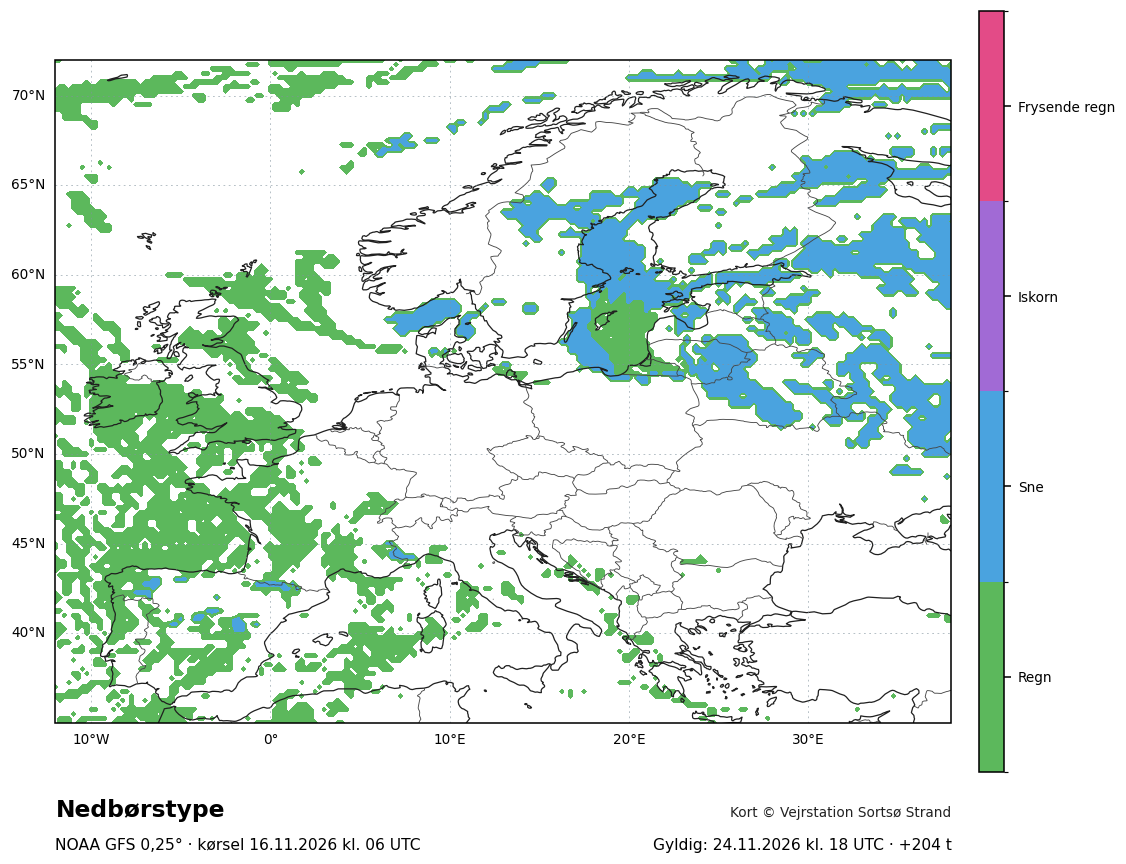 70°N
65°N
60°N
55°N
50°N
45°N
40°N
10°W 0° 10°E 20°E 30°E
Frysende regn
Iskorn
Sne
Regn
Nedbørstype
Kort © Vejrstation Sortsø Strand
NOAA GFS 0,25° · kørsel 16.11.2026 kl. 06 UTC
Gyldig: 24.11.2026 kl. 18 UTC · +204 t